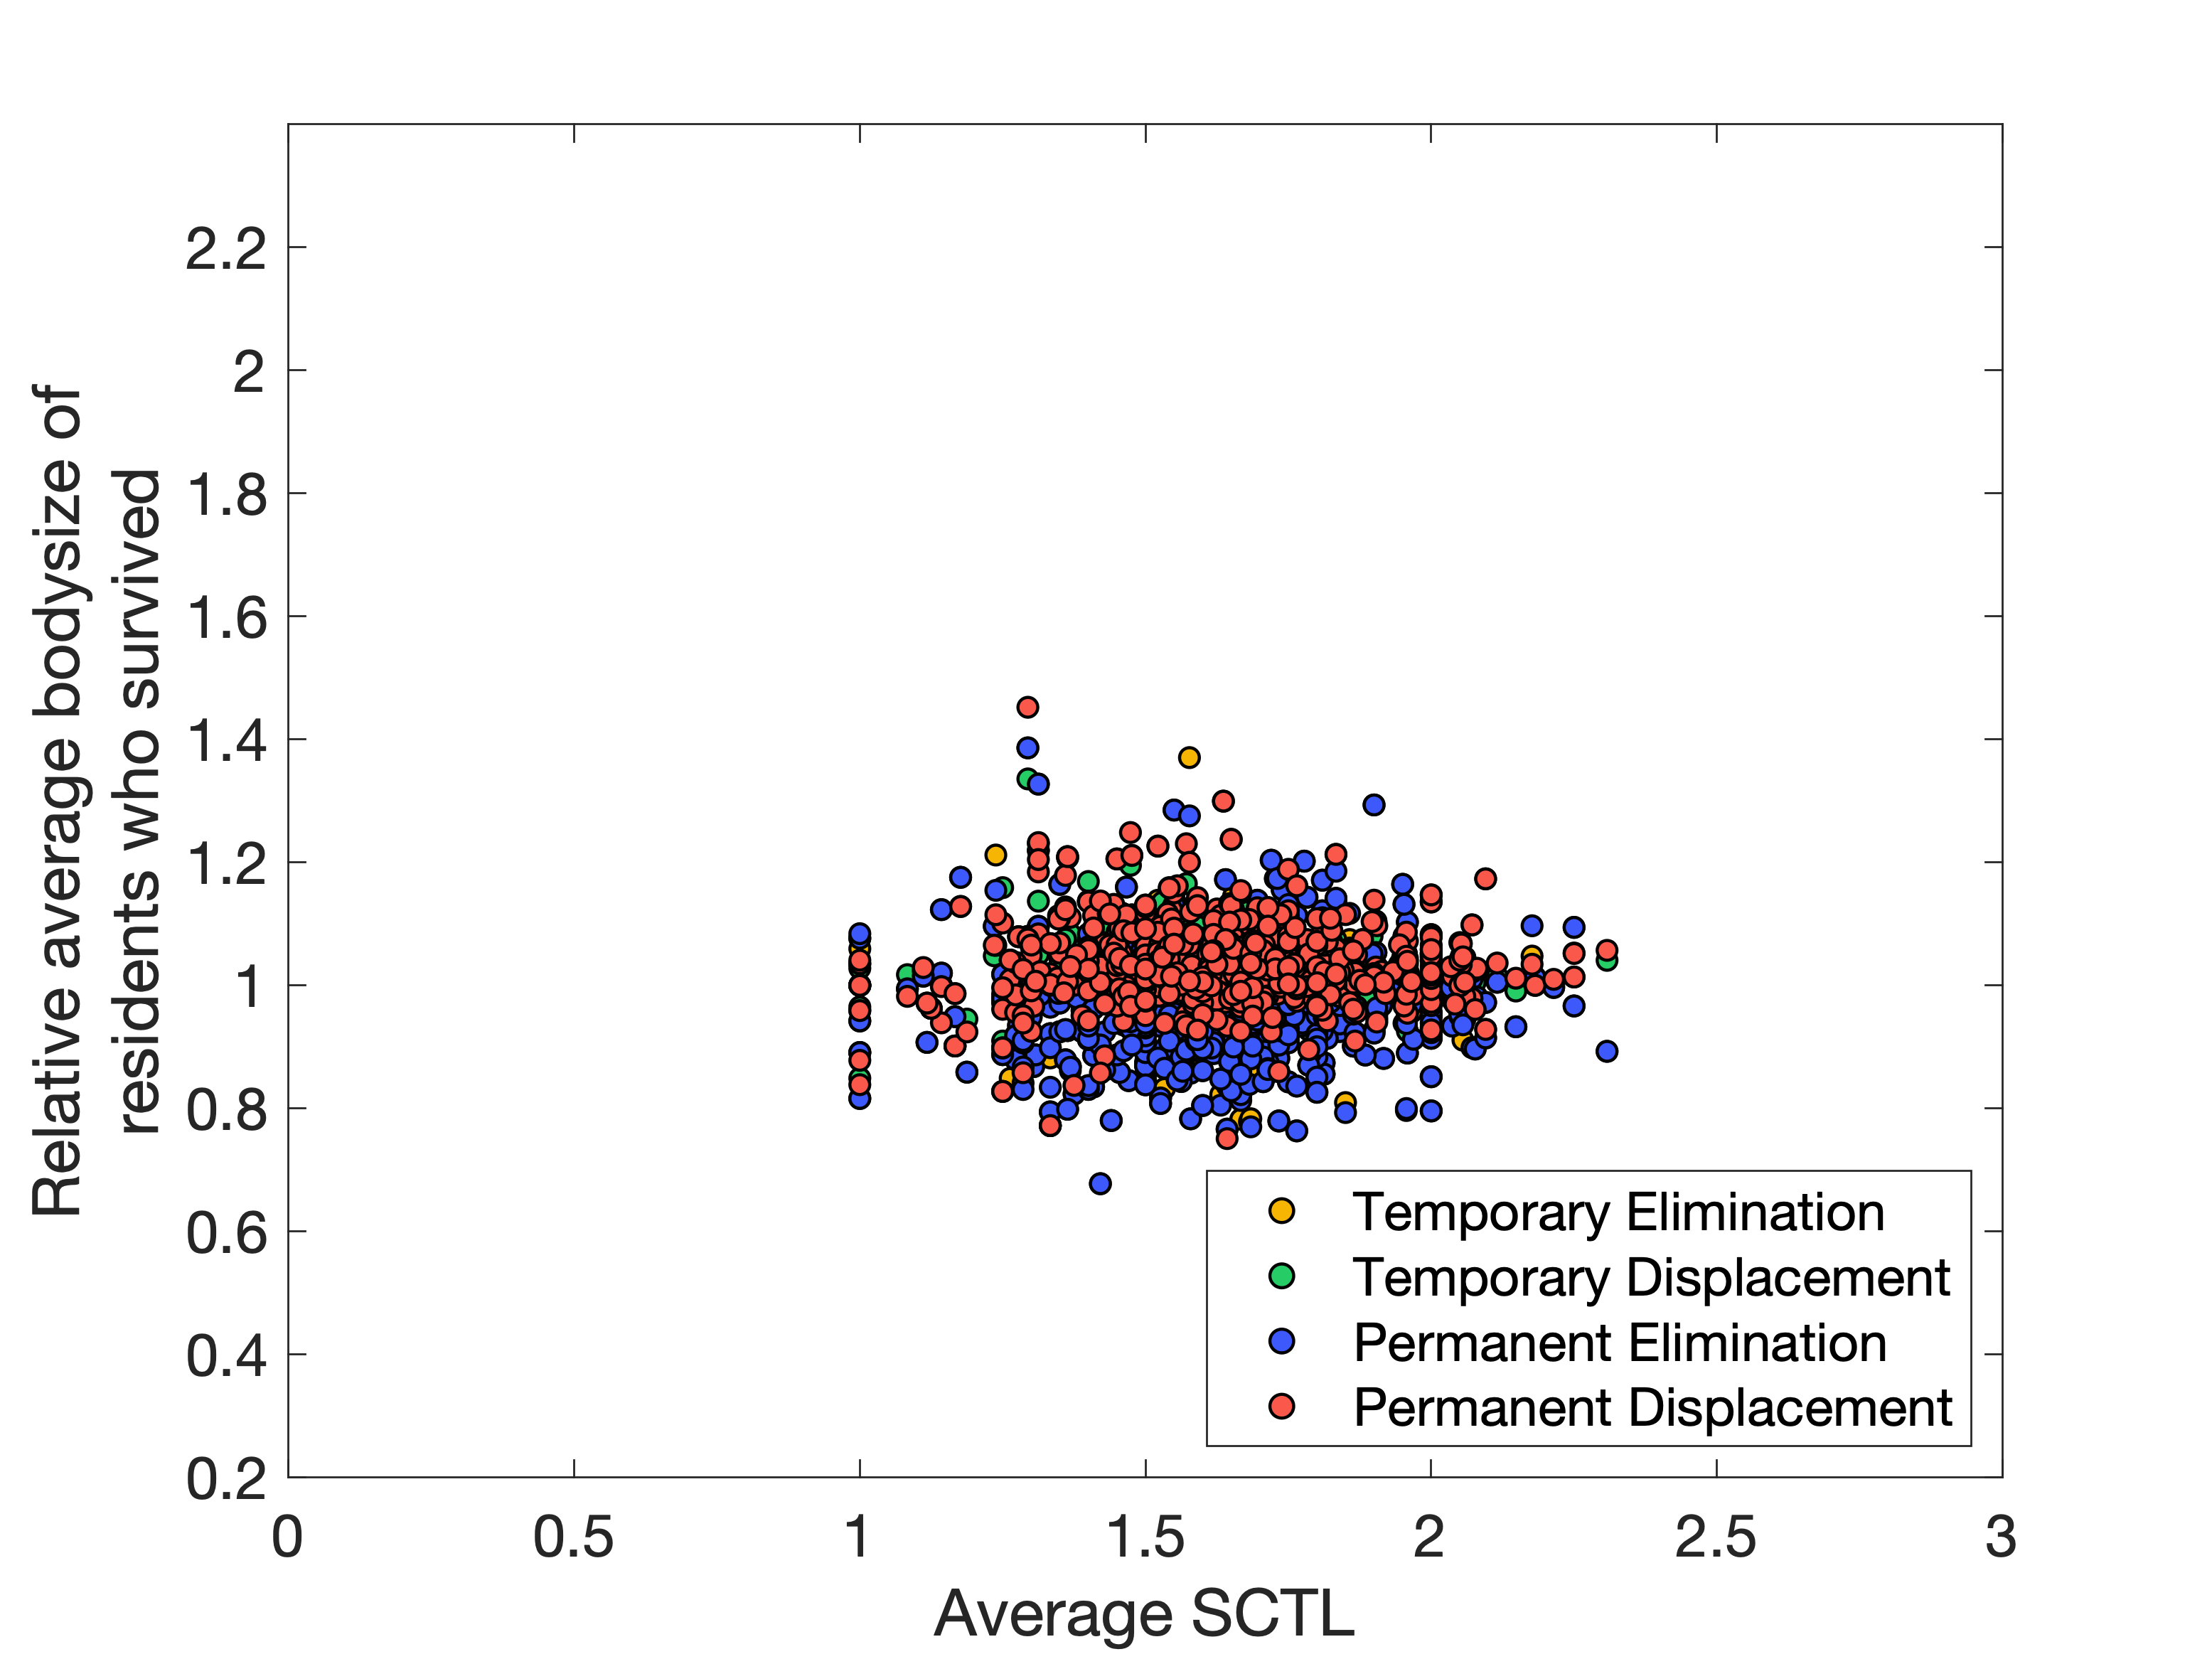 Relative average bodysize of
residents who survived
2.2
2
1.8
1.6
1.4
1.2
1
0.8
0.6
0.4
0.2
0 0.5 1 1.5 2 2.5 3
Average SCTL
Temporary Elimination
Temporary Displacement
Permanent Elimination
Permanent Displacement